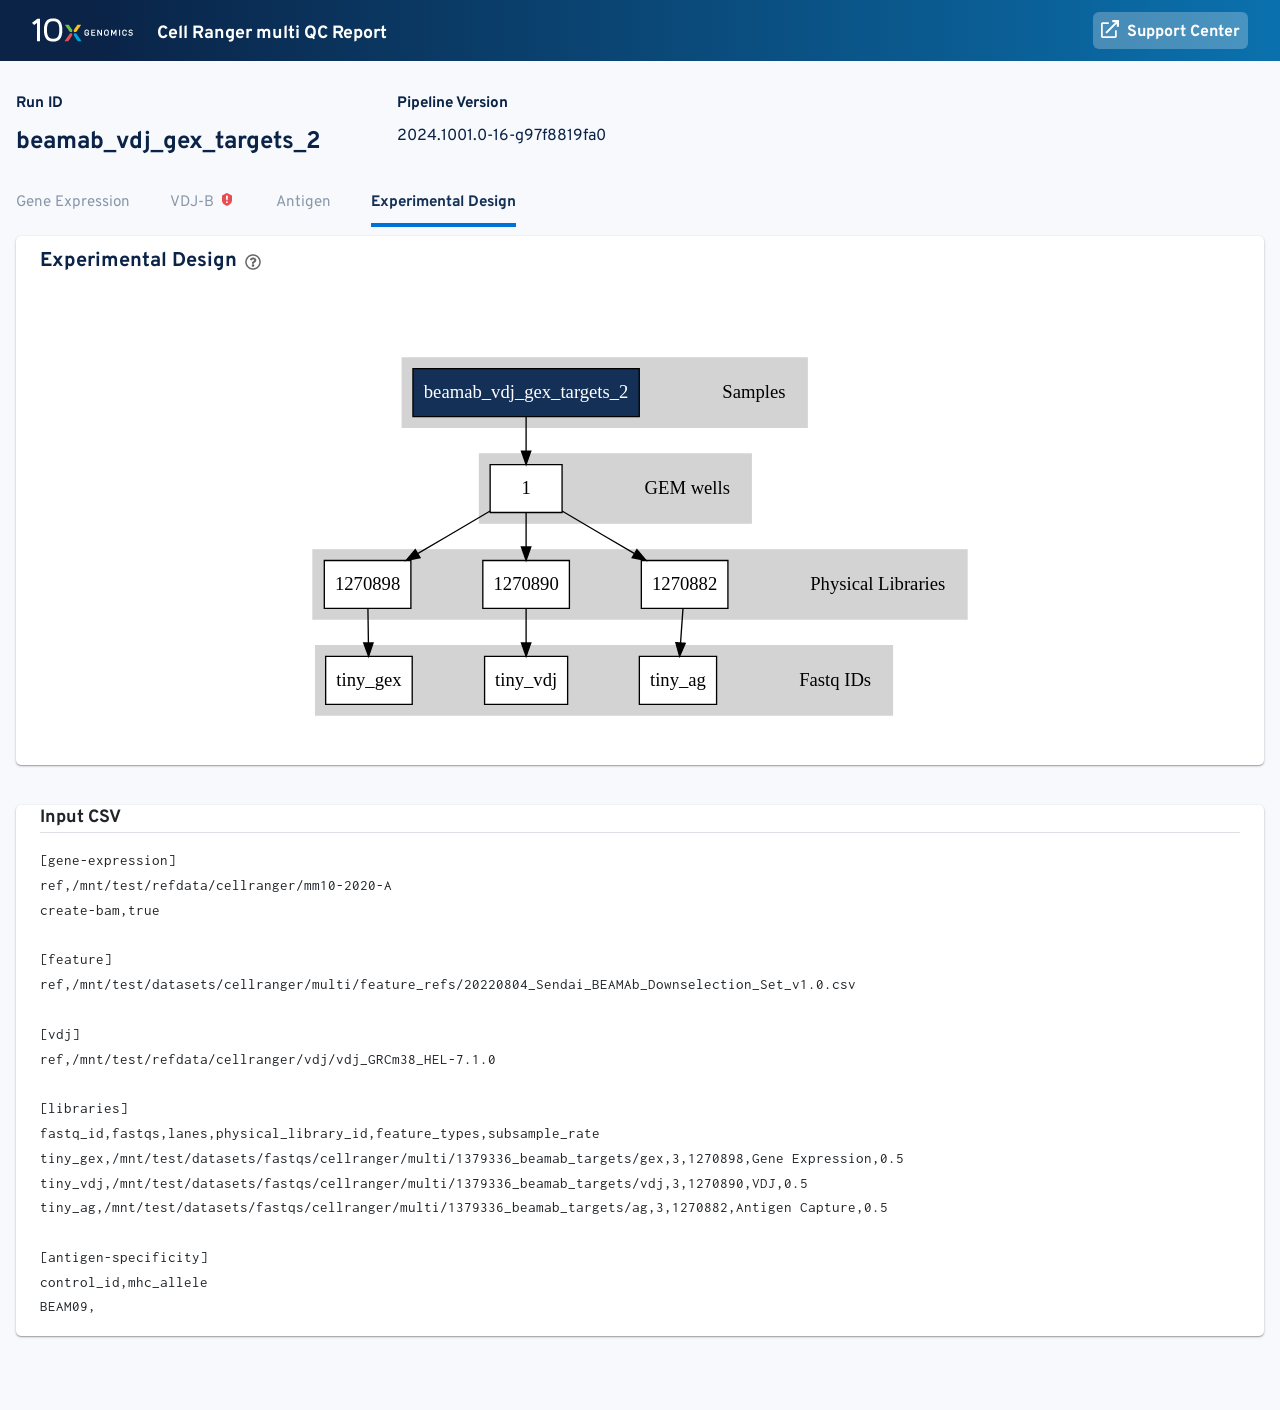 10x GENOMICS Cell Ranger multi QC Report Support Center
Run ID Pipeline Version
beamab_vdj_gex_targets_2 2024.1001.0-16-g97f8819fa0
Gene Expression VDJ-B Antigen Experimental Design
Experimental Design
beamab_vdj_gex_targets_2 Samples
1 GEM wells
1270898 1270890 1270882 Physical Libraries
tiny_gex tiny_vdj tiny_ag Fastq IDs
Input CSV
[gene-expression]
ref,/mnt/test/refdata/cellranger/mm10-2020-A
create-bam,true
[feature]
ref,/mnt/test/datasets/cellranger/multi/feature_refs/20220804_Sendai_BEAMAb_Downselection_Set_v1.0.csv
[vdj]
ref,/mnt/test/refdata/cellranger/vdj/vdj_GRCm38_HEL-7.1.0
[libraries]
fastq_id,fastqs,lanes,physical_library_id,feature_types,subsample_rate
tiny_gex,/mnt/test/datasets/fastqs/cellranger/multi/1379336_beamab_targets/gex,3,1270898,Gene Expression,0.5
tiny_vdj,/mnt/test/datasets/fastqs/cellranger/multi/1379336_beamab_targets/vdj,3,1270890,VDJ,0.5
tiny_ag,/mnt/test/datasets/fastqs/cellranger/multi/1379336_beamab_targets/ag,3,1270882,Antigen Capture,0.5
[antigen-specificity]
control_id,mhc_allele
BEAM09,